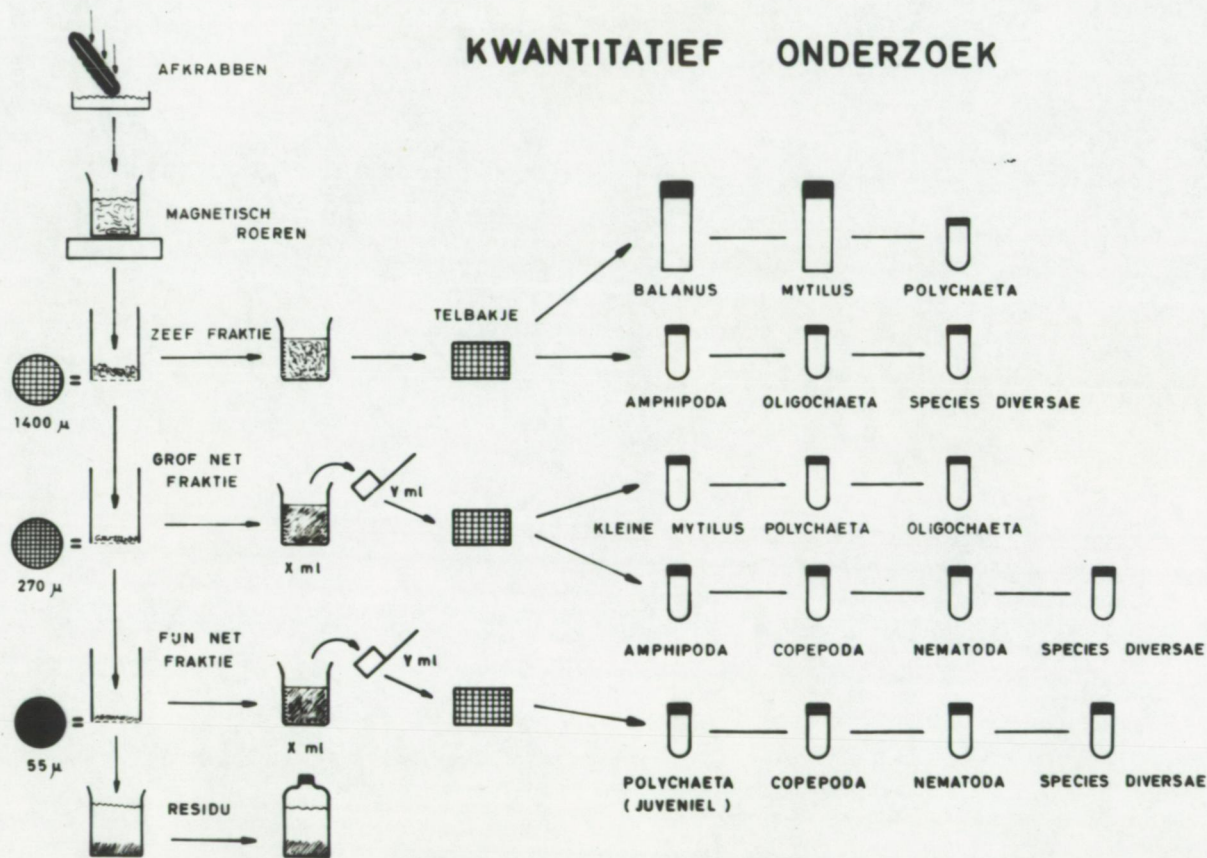 KWANTITATIEF ONDERZOEK
AFKRABBEN
MAGNETISCH
ROEREN
ZEEF FRAKTIE
TELBAKJE
BALANUS MYTILUS POLYCHAETA
AMPHIPODA OLIGOCHAETA SPECIES DIVERSAE
1400 µ
GROF NET
FRAKTIE
Y ml
KLEINE MYTILUS POLYCHAETA OLIGOCHAETA
X ml
270 µ
AMPHIPODA COPEPODA NEMATODA SPECIES DIVERSAE
FIJN NET
FRAKTIE
Y ml
X ml
55 µ
POLYCHAETA COPEPODA NEMATODA SPECIES DIVERSAE
(JUVENIEL)
RESIDU